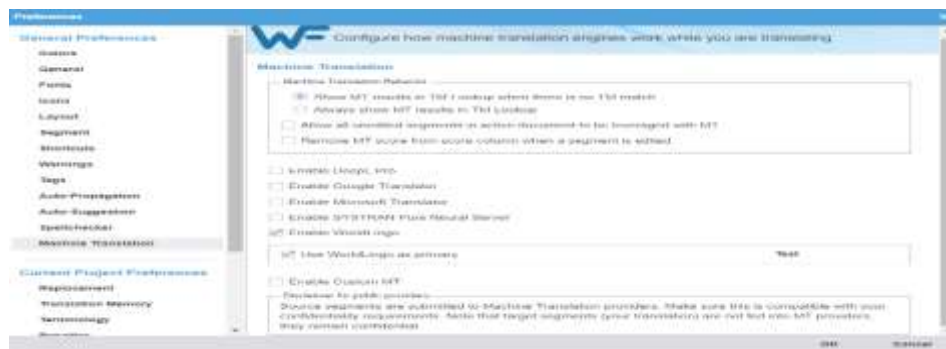 Preferences
General Preferences
Colors
General
Fonts
Icons
Layout
Segment
Shortcuts
Warnings
Tags
Auto-Propagation
Auto-Suggestion
Spellchecker
Machine Translation
Current Project Preferences
Replacement
Translation Memory
Terminology
WF
Configure how machine translation engines work while you are translating
Machine Translation
Machine Translation Behavior
Show MT results in TM Lookup when there is no TM match
Always show MT results in TM Lookup
Allow all unedited segments in active document to be leveraged with MT
Remove MT score from score column when a segment is edited
Enable DeepL Pro
Enable Google Translator
Enable Microsoft Translator
Enable SYSTRAN Pure Neural Server
Enable WorldLingo
Use WorldLingo as primary
Test
Enable Custom MT
Disclaimer to public providers
Source segments are submitted to Machine Translation providers. Make sure this is compatible with your
confidentiality requirements. Note that target segments (your translation) are not fed into MT providers,
they remain confidential.
OK
Cancel